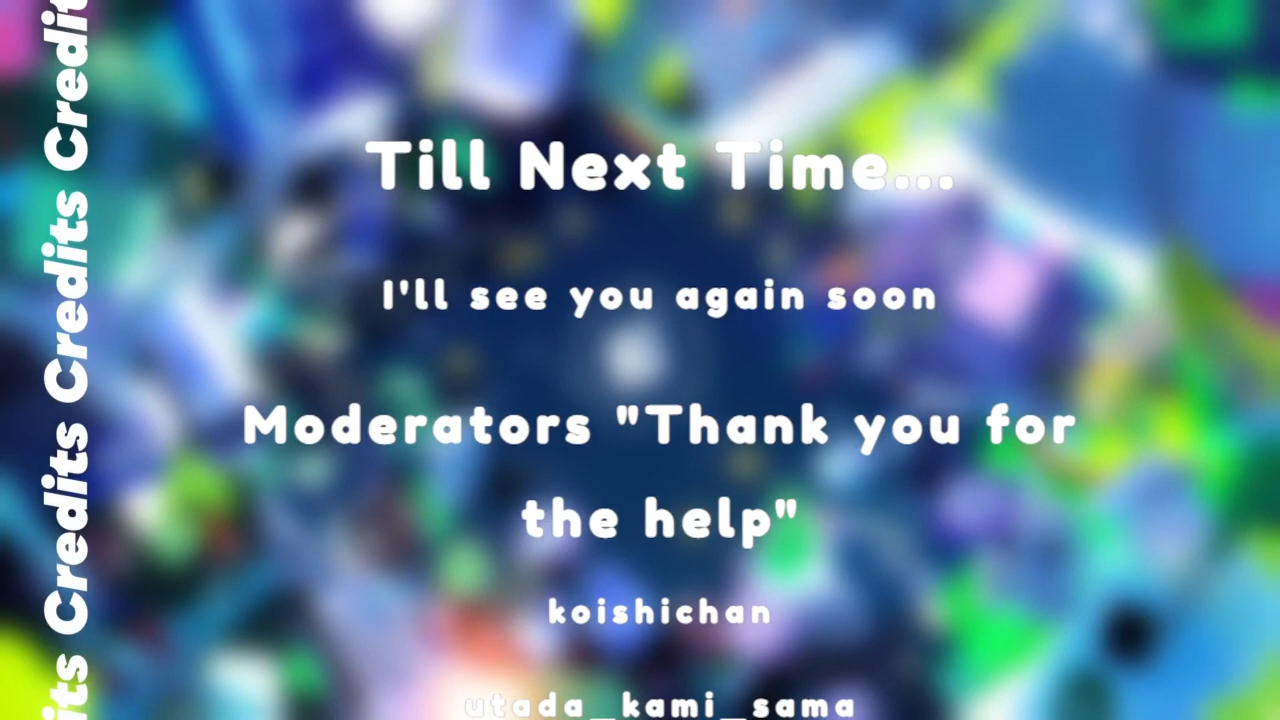 Credits Credits Credits Credits
Till Next Time...
I'll see you again soon
Moderators "Thank you for
the help"
koishichan
utada_kami_sama